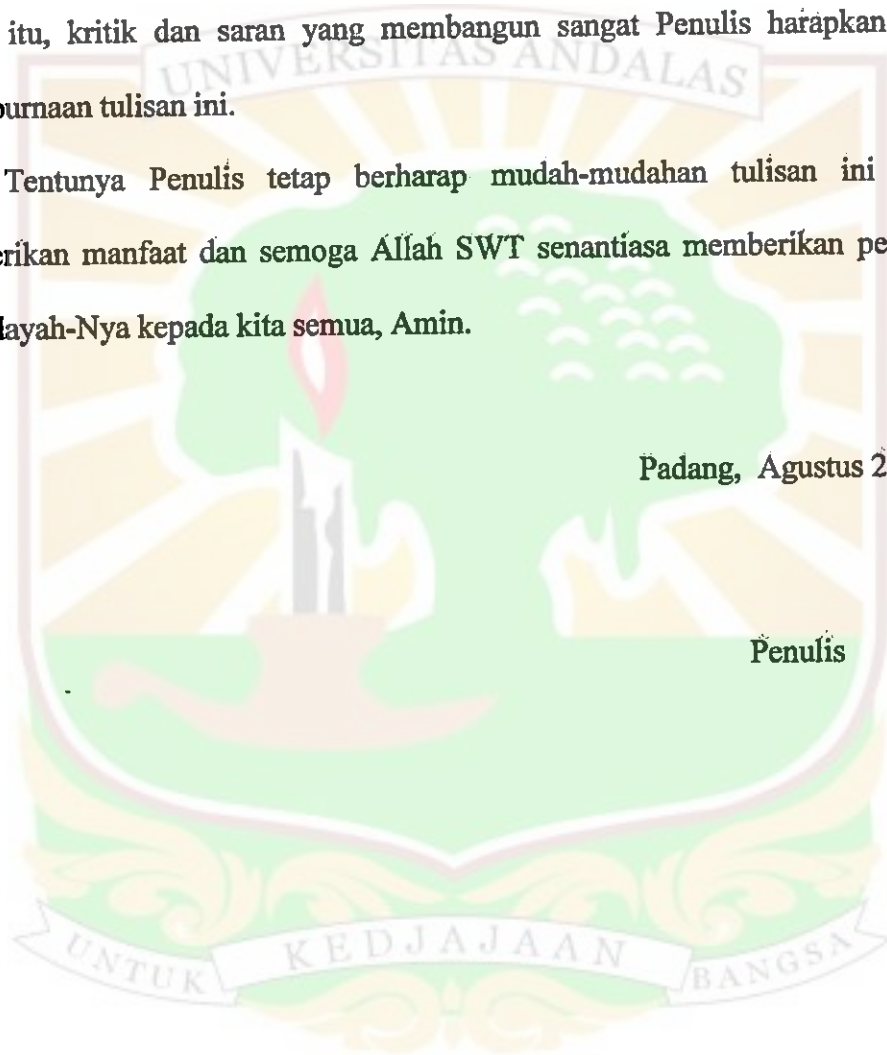 itu, kritik dan saran yang membangun sangat Penulis harapkan
UNIVERSITAS ANDALAS
purnaan tulisan ini.
Tentunya Penulis tetap berharap mudah-mudahan tulisan ini
erikan manfaat dan semoga Allah SWT senantiasa memberikan pe
layah-Nya kepada kita semua, Amin.
Padang, Agustus 2
Penulis
UNTUK KEDJAJAAN BANGSA